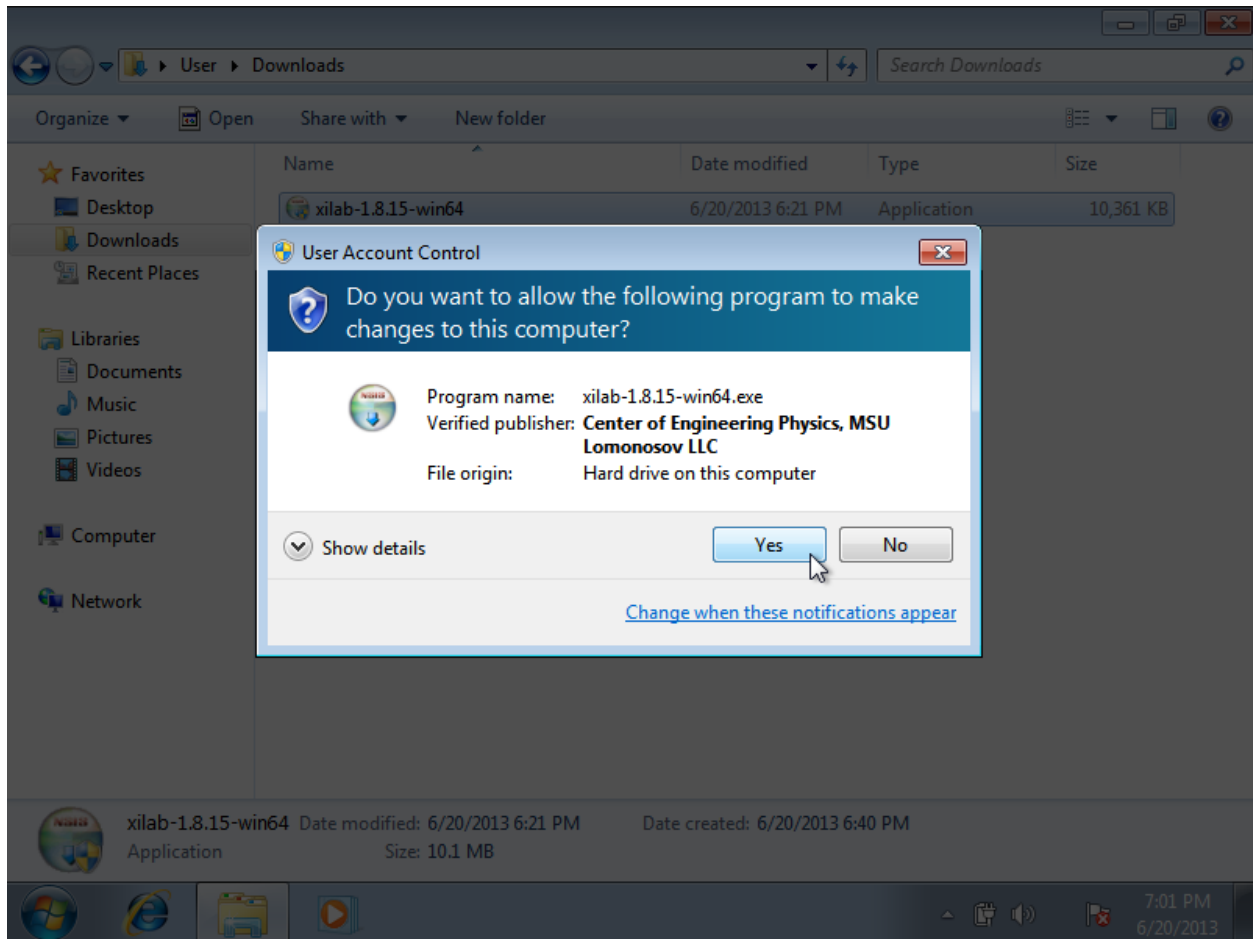 User Downloads
Search Downloads
Organize Open Share with New folder
Name Date modified Type Size
Favorites
Desktop
Downloads
Recent Places
Libraries
Documents
Music
Pictures
Videos
Computer
Network
xilab-1.8.15-win64 6/20/2013 6:21 PM Application 10,361 KB
User Account Control
Do you want to allow the following program to make
changes to this computer?
Program name: xilab-1.8.15-win64.exe
Verified publisher: Center of Engineering Physics, MSU
Lomonosov LLC
File origin: Hard drive on this computer
Show details
Yes
No
Change when these notifications appear
xilab-1.8.15-win64 Date modified: 6/20/2013 6:21 PM Date created: 6/20/2013 6:40 PM
Application Size: 10.1 MB
7:01 PM
6/20/2013